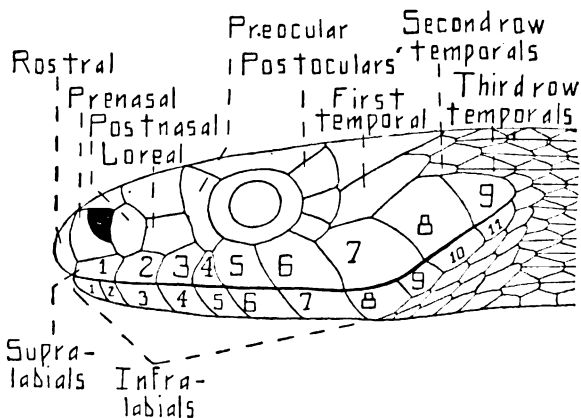 Preocular
Second row
temporals
Postoculars
Rostral
Prenasal
First
temporal
Third row
temporals
Postnasal
Loreal
9
8
11
7
10
1 2 3 4 5 6
9
1 2 3 4 5 6 7 8
Supra-
labials
Infra-
labials